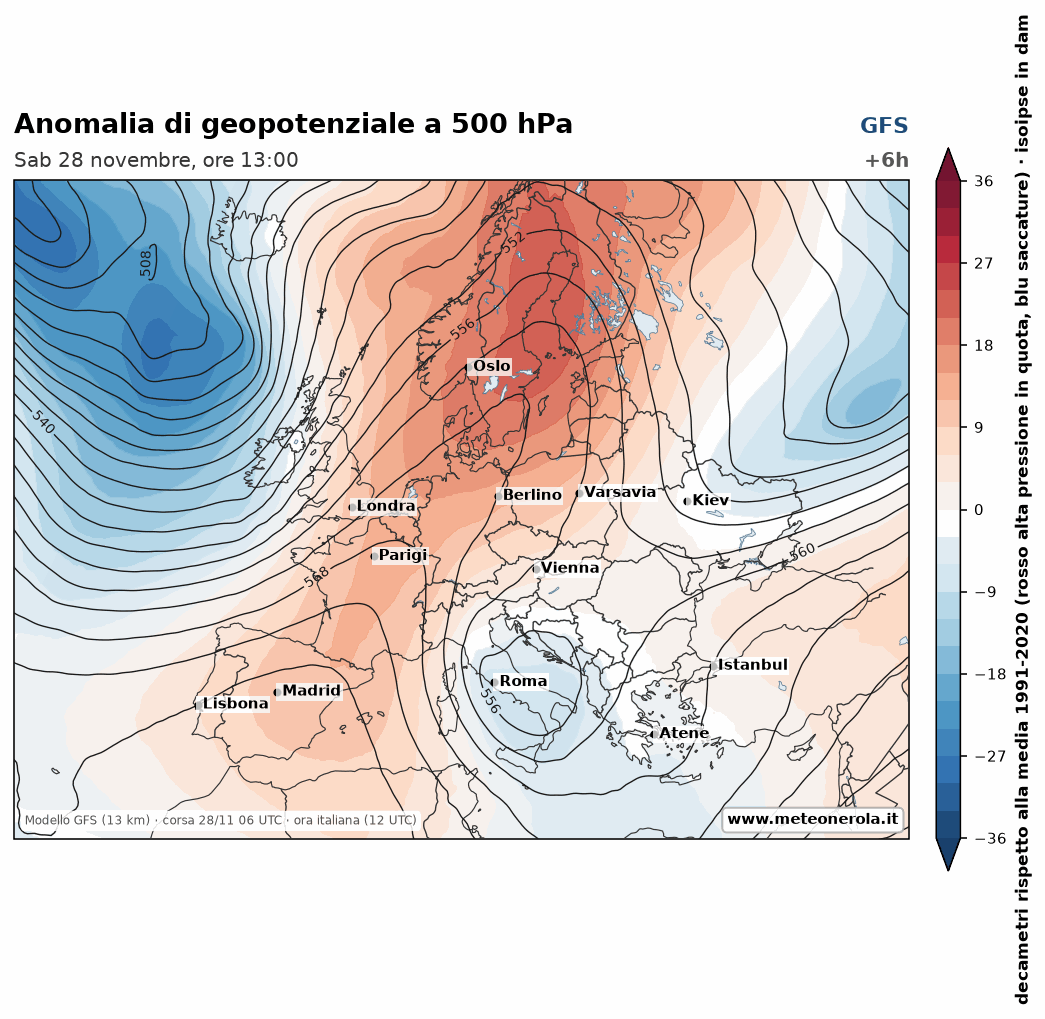 Anomalia di geopotenziale a 500 hPa
GFS
Sab 28 novembre, ore 13:00
+6h
508
552
556
540
Oslo
Berlino
Varsavia
Kiev
Londra
Parigi
Vienna
568
560
Istanbul
Roma
Madrid
Lisbona
556
Atene
Modello GFS (13 km) · corsa 28/11 06 UTC · ora italiana (12 UTC)
www.meteonerola.it
36
27
18
9
0
−9
−18
−27
−36
decametri rispetto alla media 1991-2020 (rosso alta pressione in quota, blu saccature) · isoipse in dam